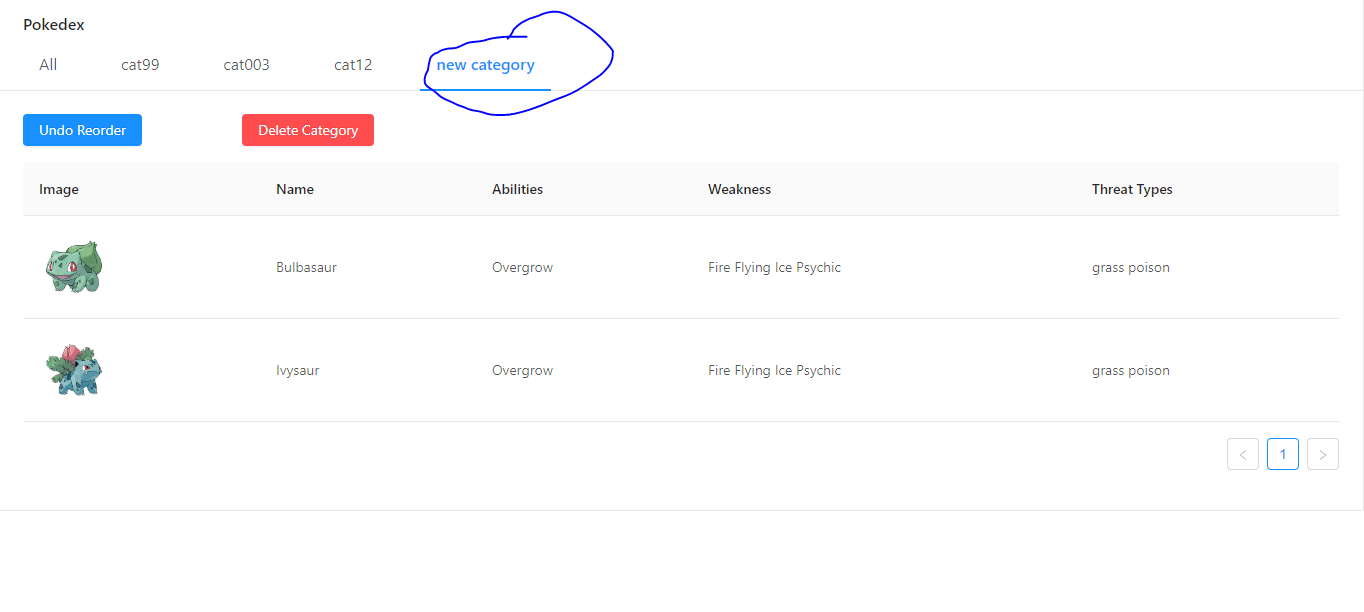 Pokedex
All cat99 cat003 cat12 new category
Undo Reorder Delete Category
Image Name Abilities Weakness Threat Types
Bulbasaur Overgrow Fire Flying Ice Psychic grass poison
Ivysaur Overgrow Fire Flying Ice Psychic grass poison
< 1 >